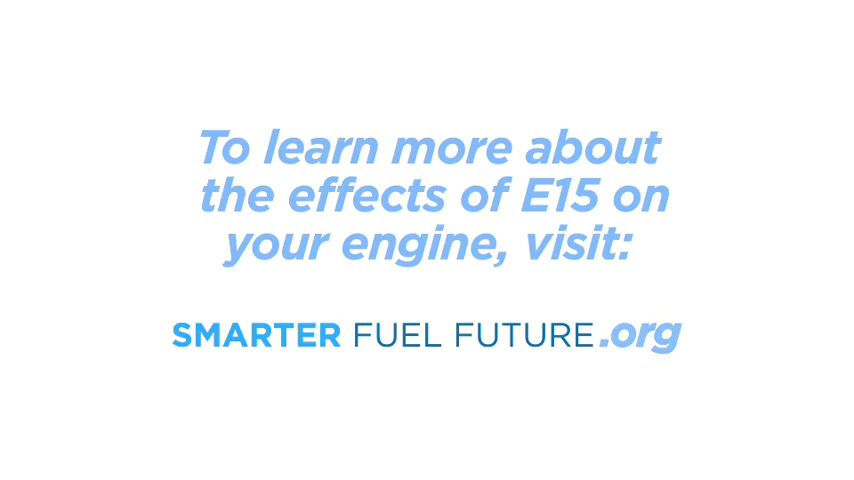 To learn more about
the effects of E15 on
your engine, visit:
SMARTER FUEL FUTURE.org